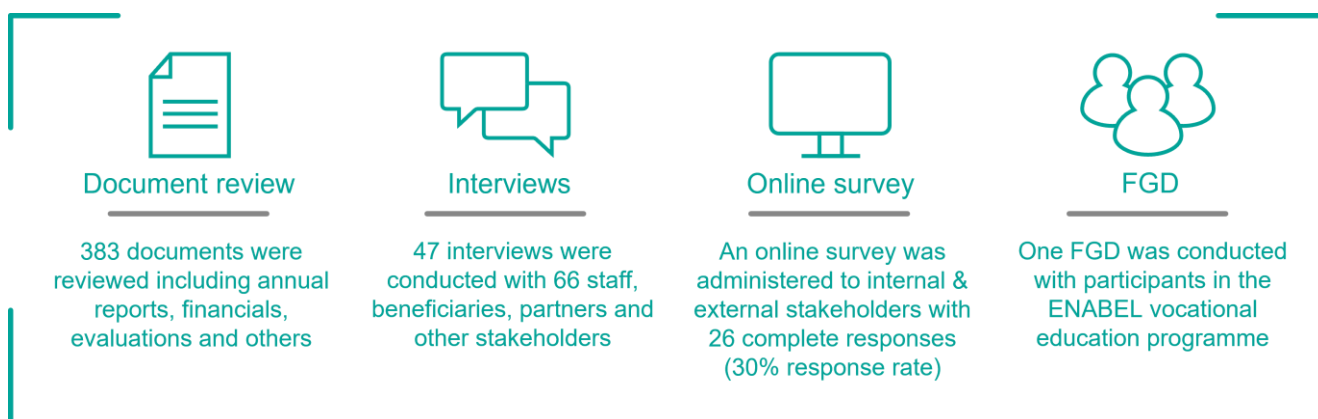 Document review
383 documents were
reviewed including annual
reports, financials,
evaluations and others
Interviews
47 interviews were
conducted with 66 staff,
beneficiaries, partners and
other stakeholders
Online survey
An online survey was
administered to internal &
external stakeholders with
26 complete responses
(30% response rate)
FGD
One FGD was conducted
with participants in the
ENABEL vocational
education programme